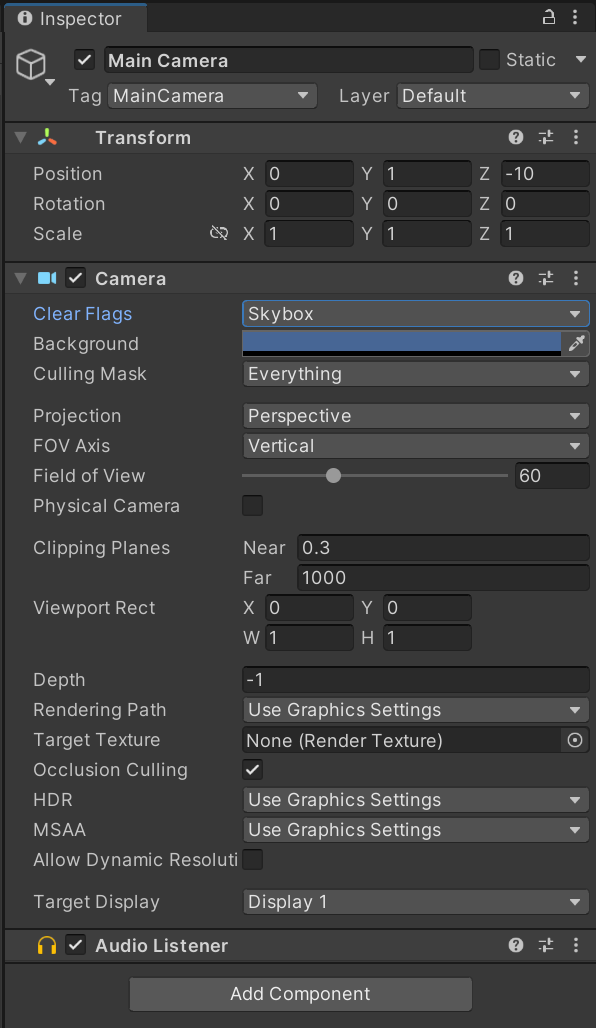 Inspector
Main Camera Static
Tag MainCamera Layer Default
Transform
Position X 0 Y 1 Z -10
Rotation X 0 Y 0 Z 0
Scale X 1 Y 1 Z 1
Camera
Clear Flags Skybox
Background
Culling Mask Everything
Projection Perspective
FOV Axis Vertical
Field of View 60
Physical Camera
Clipping Planes Near 0.3
Far 1000
Viewport Rect X 0 Y 0
W 1 H 1
Depth -1
Rendering Path Use Graphics Settings
Target Texture None (Render Texture)
Occlusion Culling
HDR Use Graphics Settings
MSAA Use Graphics Settings
Allow Dynamic Resoluti
Target Display Display 1
Audio Listener
Add Component